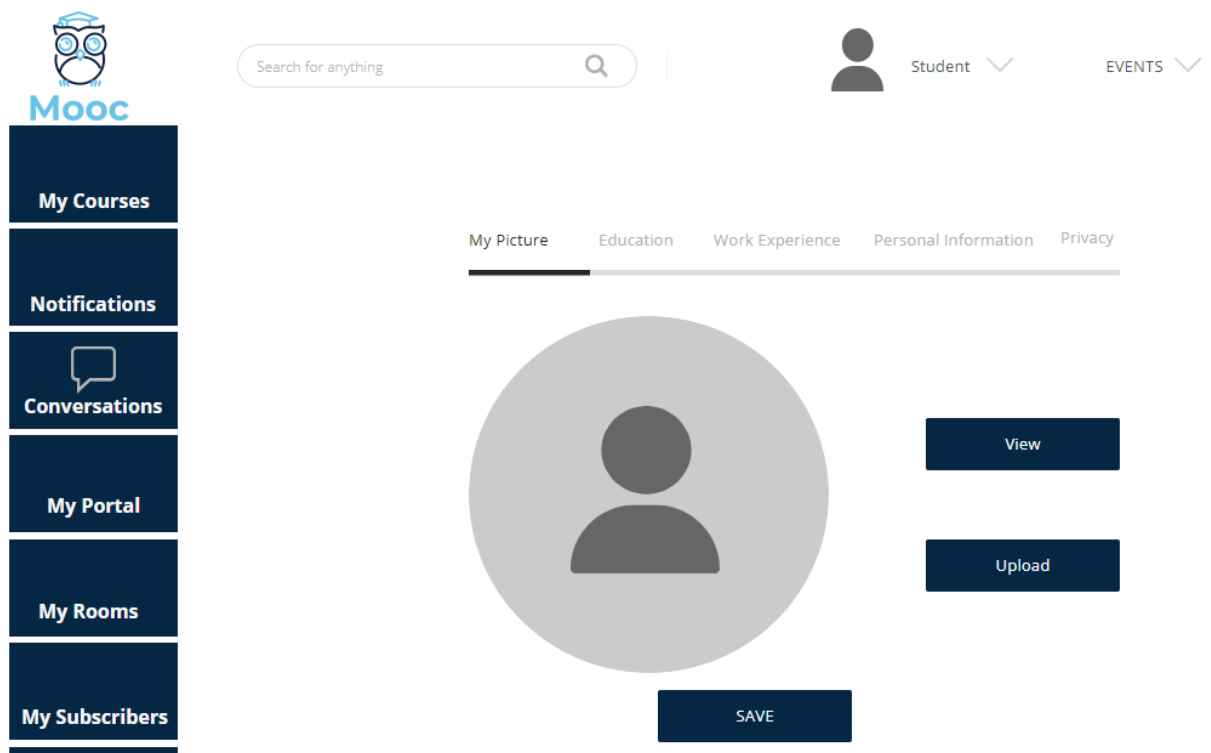 Mooc
Search for anything
Student
EVENTS
My Courses
Notifications
Conversations
My Portal
My Rooms
My Subscribers
My Picture Education Work Experience Personal Information Privacy
View
Upload
SAVE